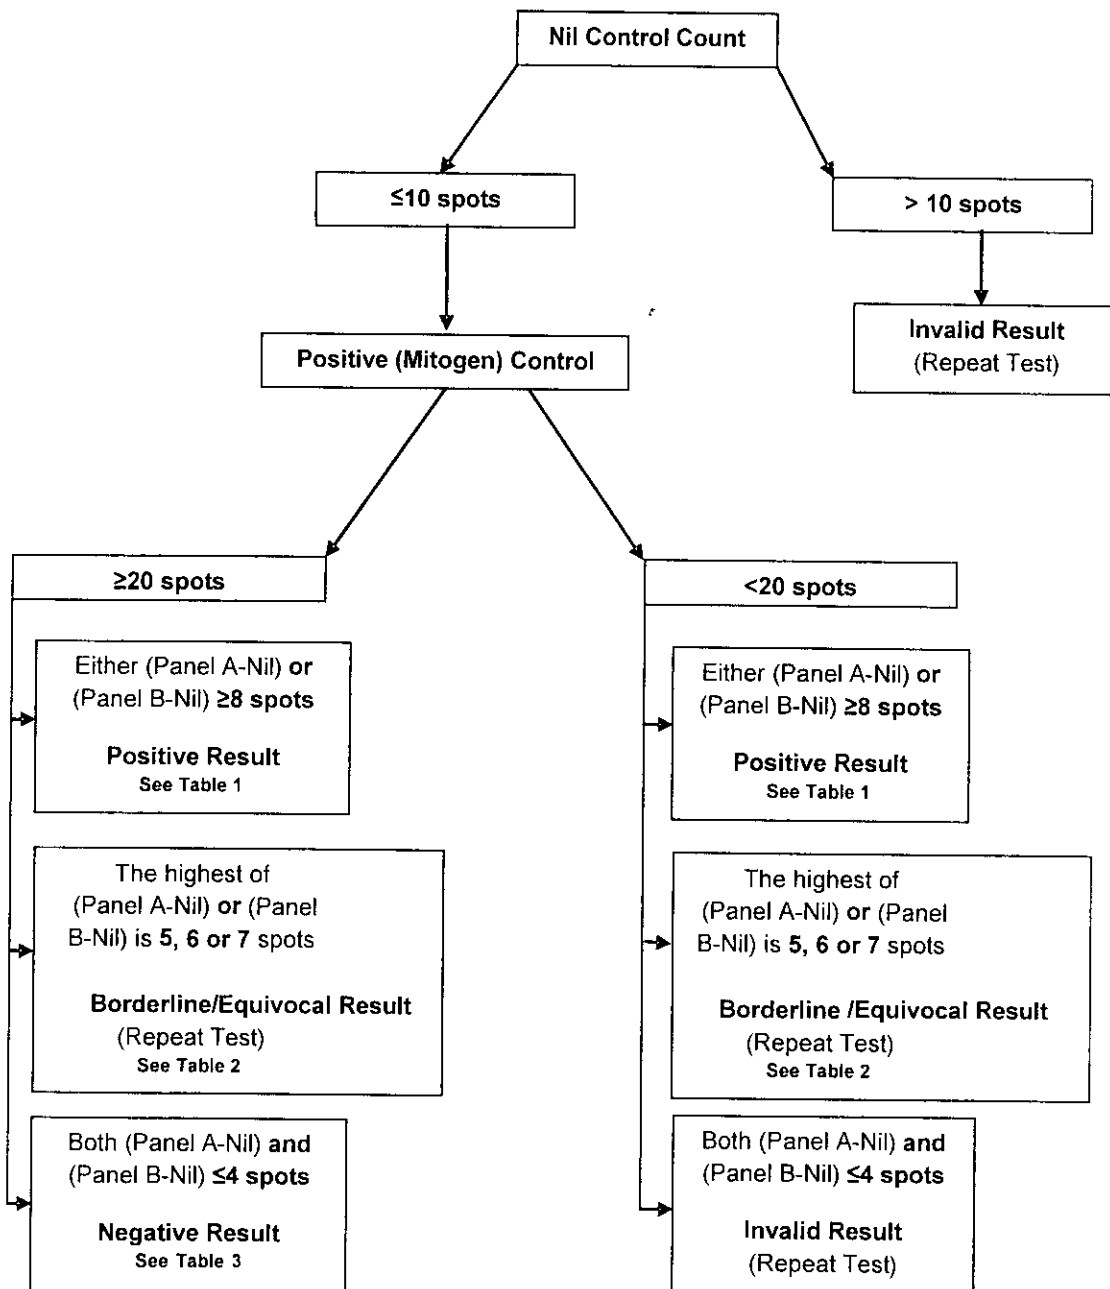 Nil Control Count
≤10 spots
> 10 spots
Invalid Result
(Repeat Test)
Positive (Mitogen) Control
≥20 spots
Either (Panel A-Nil) or
(Panel B-Nil) ≥8 spots
Positive Result
See Table 1
The highest of
(Panel A-Nil) or (Panel
B-Nil) is 5, 6 or 7 spots
Borderline/Equivocal Result
(Repeat Test)
See Table 2
Both (Panel A-Nil) and
(Panel B-Nil) ≤4 spots
Negative Result
See Table 3
<20 spots
Either (Panel A-Nil) or
(Panel B-Nil) ≥8 spots
Positive Result
See Table 1
The highest of
(Panel A-Nil) or (Panel
B-Nil) is 5, 6 or 7 spots
Borderline /Equivocal Result
(Repeat Test)
See Table 2
Both (Panel A-Nil) and
(Panel B-Nil) ≤4 spots
Invalid Result
(Repeat Test)